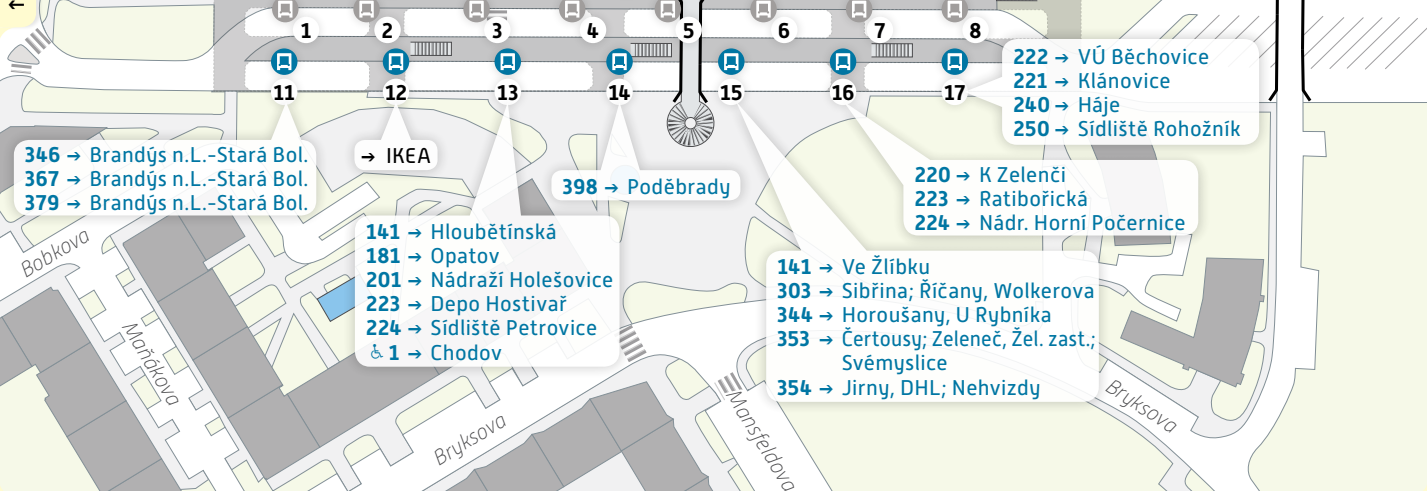 ←
1 2 3 4 5 6 7 8
11 12 13 14 15 16 17
222 → VÚ Běchovice
221 → Klánovice
240 → Háje
250 → Sídliště Rohožník
346 → Brandýs n.L.-Stará Bol.
367 → Brandýs n.L.-Stará Bol.
379 → Brandýs n.L.-Stará Bol.
→ IKEA
398 → Poděbrady
220 → K Zelenči
223 → Ratibořická
224 → Nádr. Horní Počernice
141 → Hloubětínská
181 → Opatov
201 → Nádraží Holešovice
223 → Depo Hostivař
224 → Sídliště Petrovice
♿ 1 → Chodov
141 → Ve Žlíbku
303 → Sibřina; Říčany, Wolkerova
344 → Horoušany, U Rybníka
353 → Čertousy; Zeleneč, Žel. zast.;
Svémyslice
354 → Jirny, DHL; Nehvizdy
Bobkova
Maňákova
Bryksova
Mansfeldova
Bryksova